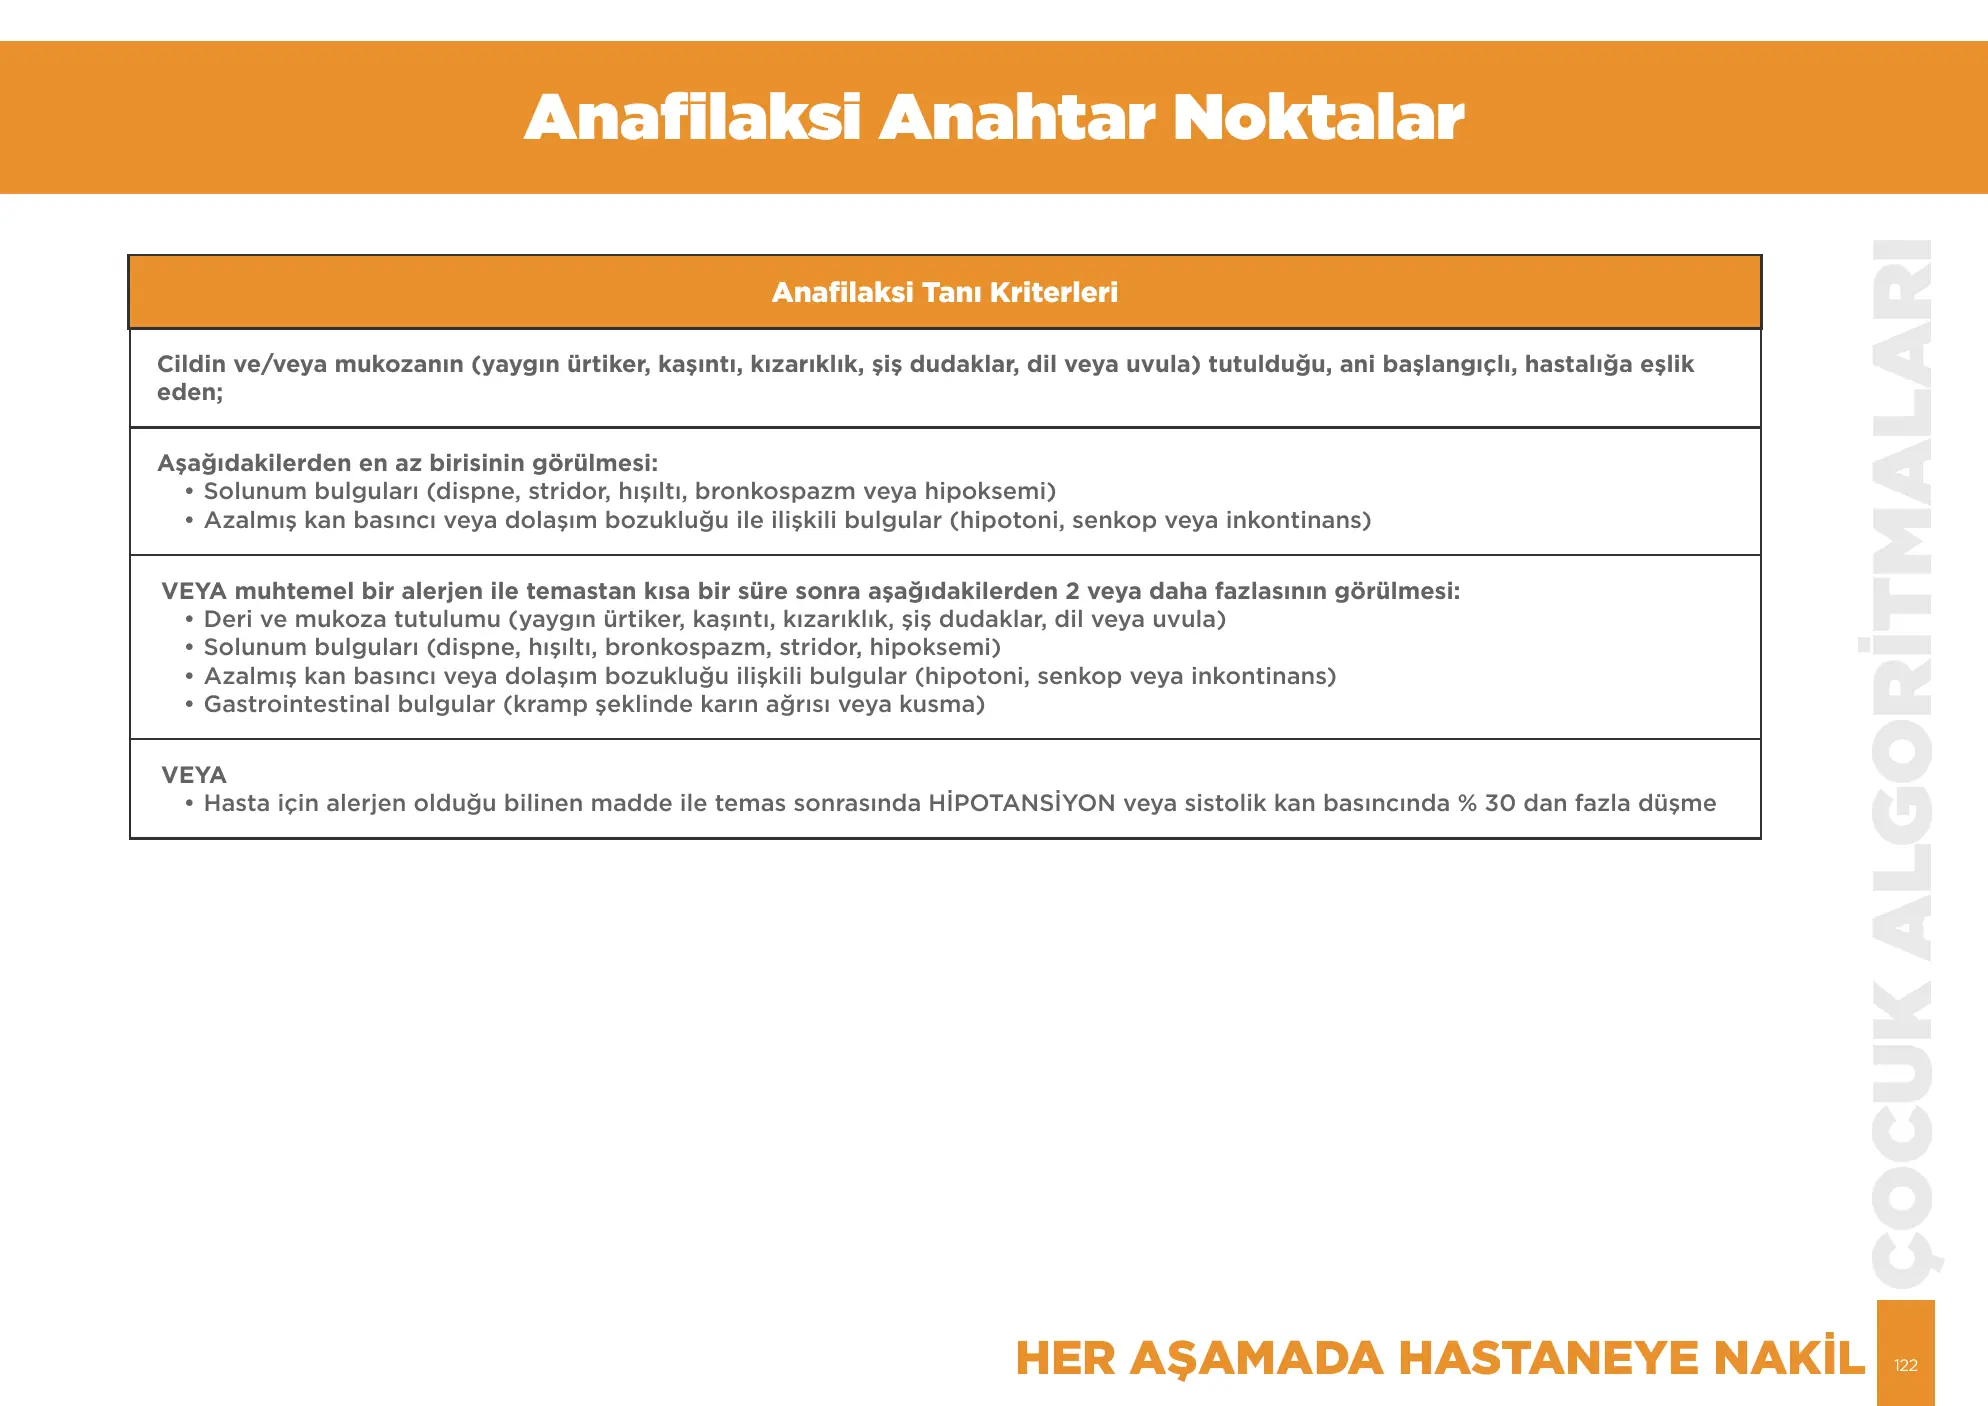 Anafilaksi Anahtar Noktalar
Anafilaksi Tanı Kriterleri
Cildin ve/veya mukozanın (yaygın ürtiker, kaşıntı, kızarıklık, şiş dudaklar, dil veya uvula) tutulduğu, ani başlangıçlı, hastalığa eşlik
eden;
Aşağıdakilerden en az birisinin görülmesi:
• Solunum bulguları (dispne, stridor, hışıltı, bronkospazm veya hipoksemi)
• Azalmış kan basıncı veya dolaşım bozukluğu ile ilişkili bulgular (hipotoni, senkop veya inkontinans)
VEYA muhtemel bir alerjen ile temastan kısa bir süre sonra aşağıdakilerden 2 veya daha fazlasının görülmesi:
• Deri ve mukoza tutulumu (yaygın ürtiker, kaşıntı, kızarıklık, şiş dudaklar, dil veya uvula)
• Solunum bulguları (dispne, hışıltı, bronkospazm, stridor, hipoksemi)
• Azalmış kan basıncı veya dolaşım bozukluğu ilişkili bulgular (hipotoni, senkop veya inkontinans)
• Gastrointestinal bulgular (kramp şeklinde karın ağrısı veya kusma)
VEYA
• Hasta için alerjen olduğu bilinen madde ile temas sonrasında HİPOTANSİYON veya sistolik kan basıncında % 30 dan fazla düşme
ÇOCUK ALGORİTMALARI
HER AŞAMADA HASTANEYE NAKİL
122